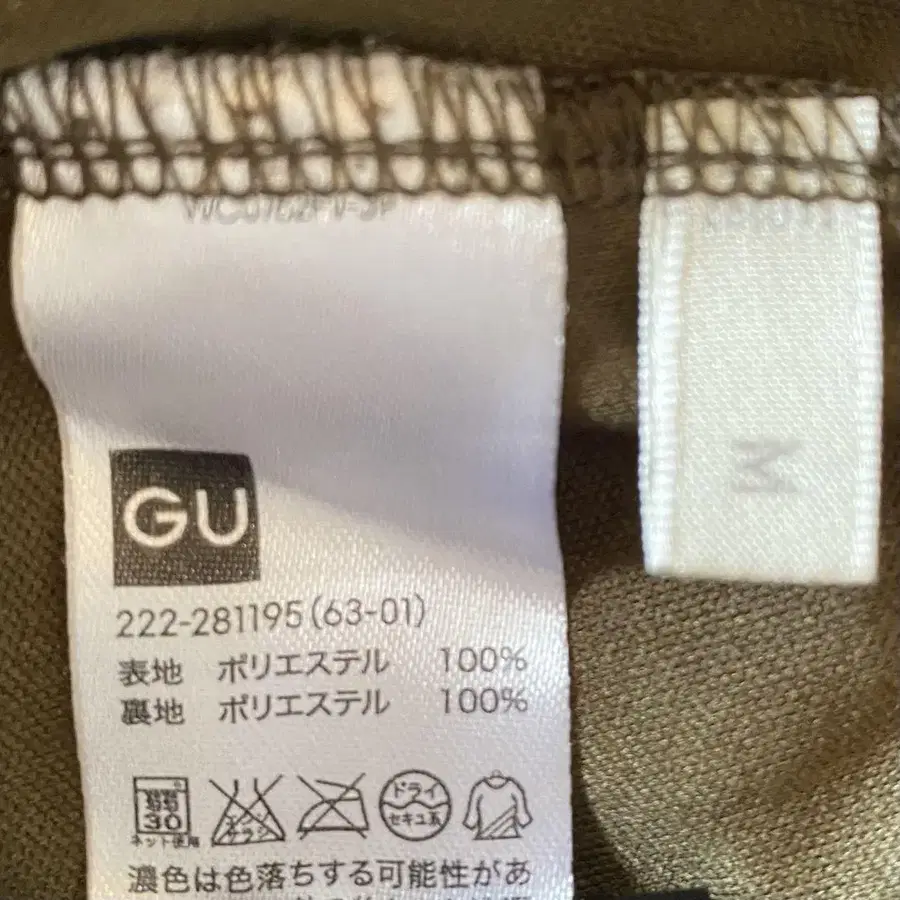 GU
222-281195(63-01)
表地 ポリエステル 100%
裏地 ポリエステル 100%
30
ネット使用
ドライ
セキユ系
濃色は色落ちする可能性があ
M